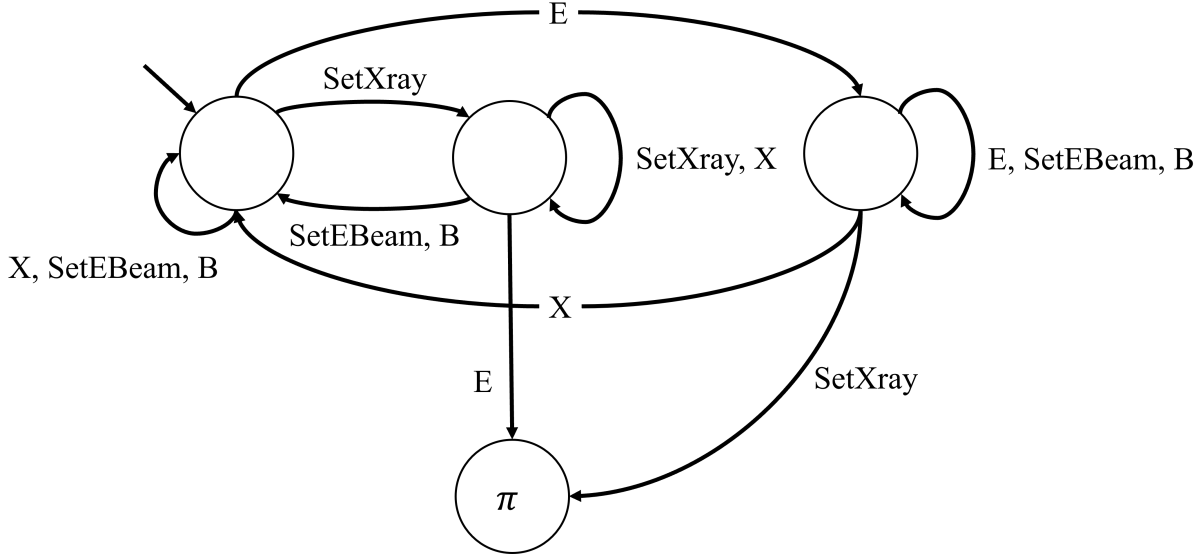 E
SetXray
SetXray, X
E, SetEBeam, B
SetEBeam, B
X, SetEBeam, B
X
E
SetXray
π